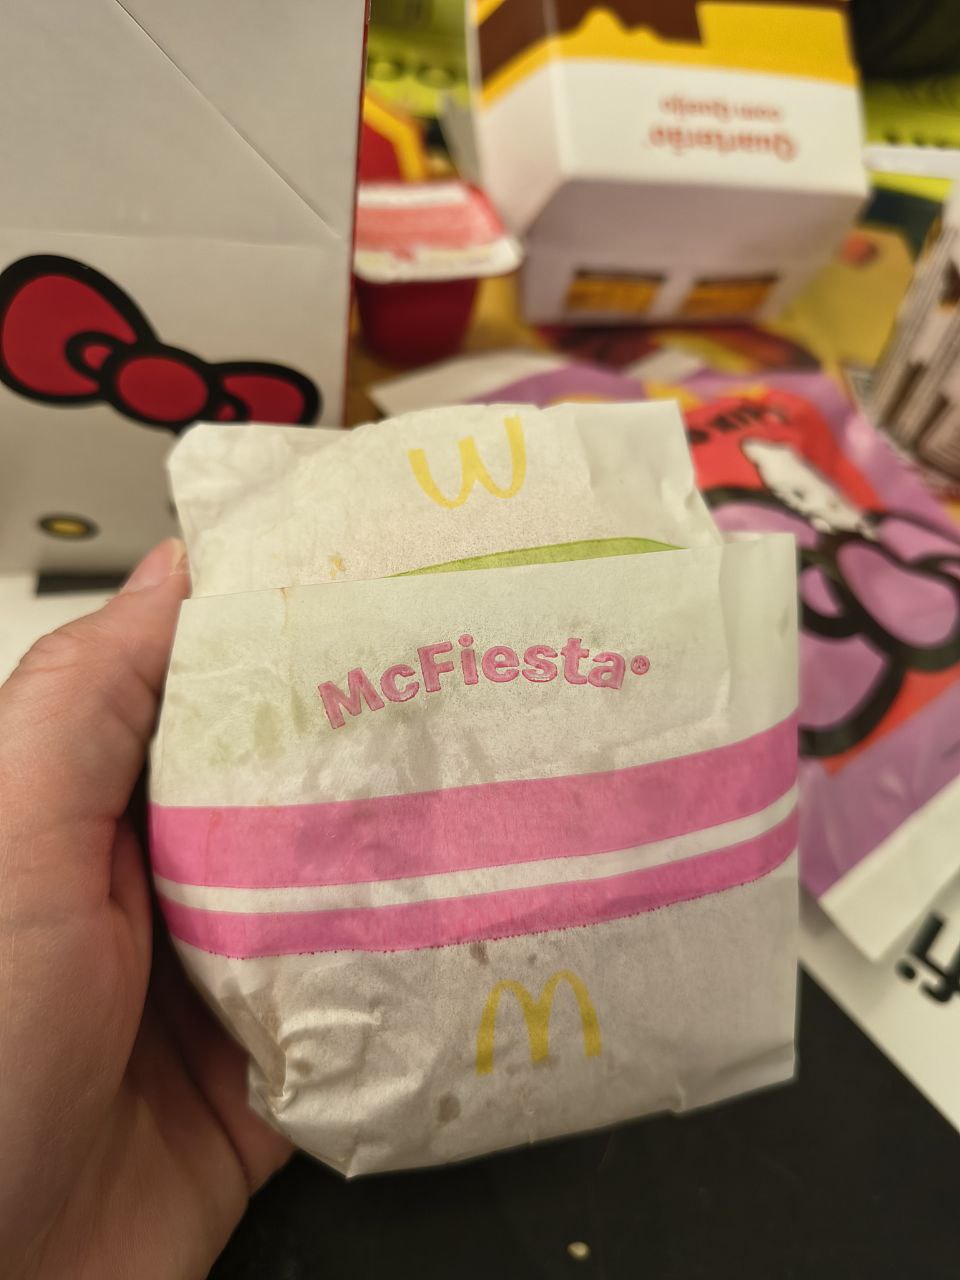 Quarterão
com Queijo
McFiesta®